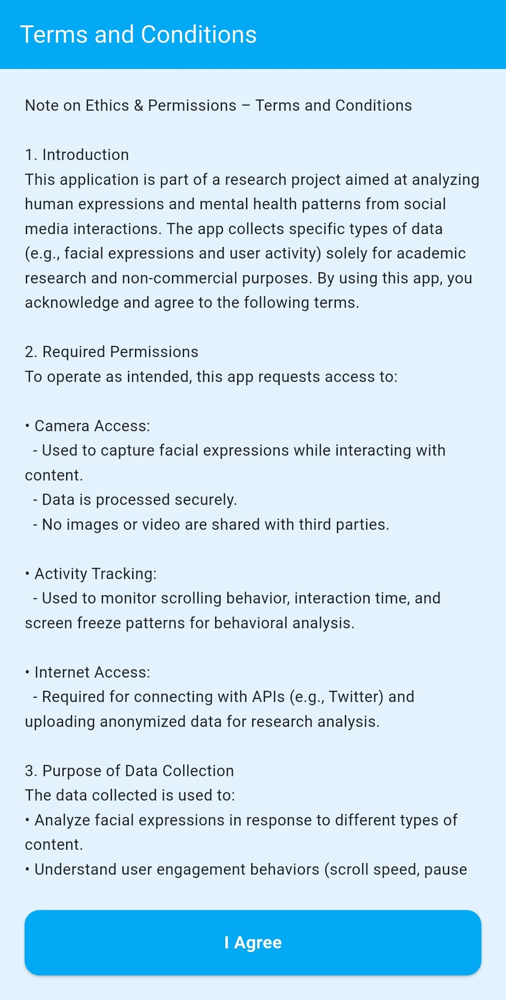 Terms and Conditions
Note on Ethics & Permissions – Terms and Conditions
1. Introduction
This application is part of a research project aimed at analyzing
human expressions and mental health patterns from social
media interactions. The app collects specific types of data
(e.g., facial expressions and user activity) solely for academic
research and non-commercial purposes. By using this app, you
acknowledge and agree to the following terms.
2. Required Permissions
To operate as intended, this app requests access to:
• Camera Access:
- Used to capture facial expressions while interacting with
content.
- Data is processed securely.
- No images or video are shared with third parties.
• Activity Tracking:
- Used to monitor scrolling behavior, interaction time, and
screen freeze patterns for behavioral analysis.
• Internet Access:
- Required for connecting with APIs (e.g., Twitter) and
uploading anonymized data for research analysis.
3. Purpose of Data Collection
The data collected is used to:
• Analyze facial expressions in response to different types of
content.
• Understand user engagement behaviors (scroll speed, pause
I Agree